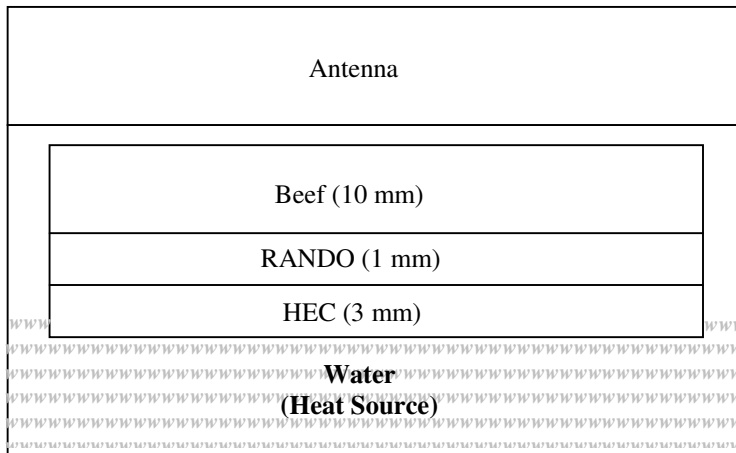 Antenna
Beef (10 mm)
RANDO (1 mm)
HEC (3 mm)
Water
(Heat Source)